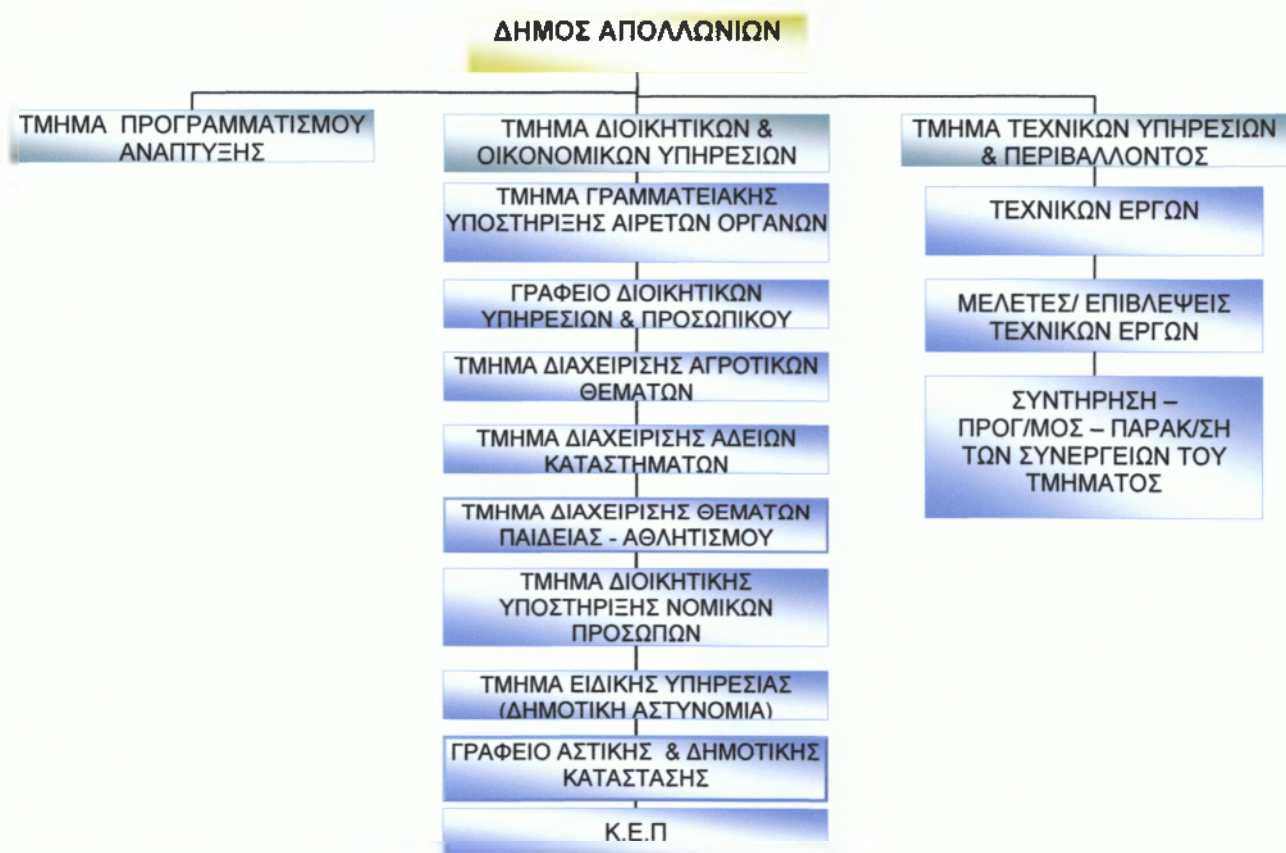 ΔΗΜΟΣ ΑΠΟΛΛΩΝΙΩΝ
ΤΜΗΜΑ ΠΡΟΓΡΑΜΜΑΤΙΣΜΟΥ
ΑΝΑΠΤΥΞΗΣ
ΤΜΗΜΑ ΔΙΟΙΚΗΤΙΚΩΝ &
ΟΙΚΟΝΟΜΙΚΩΝ ΥΠΗΡΕΣΙΩΝ
ΤΜΗΜΑ ΓΡΑΜΜΑΤΕΙΑΚΗΣ
ΥΠΟΣΤΗΡΙΞΗΣ ΑΙΡΕΤΩΝ ΟΡΓΑΝΩΝ
ΓΡΑΦΕΙΟ ΔΙΟΙΚΗΤΙΚΩΝ
ΥΠΗΡΕΣΙΩΝ & ΠΡΟΣΩΠΙΚΟΥ
ΤΜΗΜΑ ΔΙΑΧΕΙΡΙΣΗΣ ΑΓΡΟΤΙΚΩΝ
ΘΕΜΑΤΩΝ
ΤΜΗΜΑ ΔΙΑΧΕΙΡΙΣΗΣ ΑΔΕΙΩΝ
ΚΑΤΑΣΤΗΜΑΤΩΝ
ΤΜΗΜΑ ΔΙΑΧΕΙΡΙΣΗΣ ΘΕΜΑΤΩΝ
ΠΑΙΔΕΙΑΣ - ΑΘΛΗΤΙΣΜΟΥ
ΤΜΗΜΑ ΔΙΟΙΚΗΤΙΚΗΣ
ΥΠΟΣΤΗΡΙΞΗΣ ΝΟΜΙΚΩΝ
ΠΡΟΣΩΠΩΝ
ΤΜΗΜΑ ΕΙΔΙΚΗΣ ΥΠΗΡΕΣΙΑΣ
(ΔΗΜΟΤΙΚΗ ΑΣΤΥΝΟΜΙΑ)
ΓΡΑΦΕΙΟ ΑΣΤΙΚΗΣ & ΔΗΜΟΤΙΚΗΣ
ΚΑΤΑΣΤΑΣΗΣ
Κ.Ε.Π
ΤΜΗΜΑ ΤΕΧΝΙΚΩΝ ΥΠΗΡΕΣΙΩΝ
& ΠΕΡΙΒΑΛΛΟΝΤΟΣ
ΤΕΧΝΙΚΩΝ ΕΡΓΩΝ
ΜΕΛΕΤΕΣ/ ΕΠΙΒΛΕΨΕΙΣ
ΤΕΧΝΙΚΩΝ ΕΡΓΩΝ
ΣΥΝΤΗΡΗΣΗ –
ΠΡΟΓ/ΜΟΣ – ΠΑΡΑΚ/ΣΗ
ΤΩΝ ΣΥΝΕΡΓΕΙΩΝ ΤΟΥ
ΤΜΗΜΑΤΟΣ